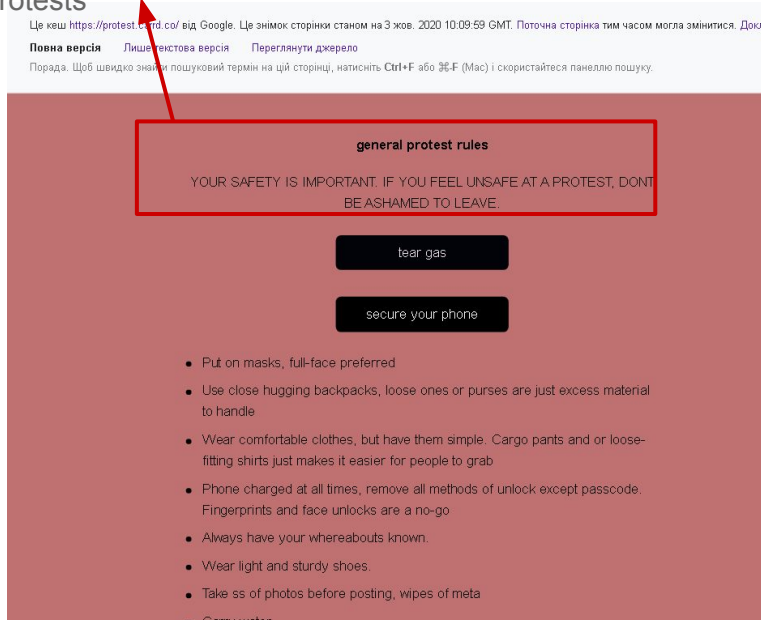 rotests
Це кеш https://protest.carrd.co/ від Google. Це знімок сторінки станом на 3 жов. 2020 10:09:59 GMT. Поточна сторінка тим часом могла змінитися. Докл
Повна версія Лише текстова версія Переглянути джерело
Порада. Щоб швидко знайти пошуковий термін на цій сторінці, натисніть Ctrl+F або ⌘-F (Mac) і скористайтеся панеллю пошуку.
general protest rules
YOUR SAFETY IS IMPORTANT. IF YOU FEEL UNSAFE AT A PROTEST, DONT
BE ASHAMED TO LEAVE.
tear gas
secure your phone
• Put on masks, full-face preferred
• Use close hugging backpacks, loose ones or purses are just excess material
to handle
• Wear comfortable clothes, but have them simple. Cargo pants and or loose-
fitting shirts just makes it easier for people to grab
• Phone charged at all times, remove all methods of unlock except passcode.
Fingerprints and face unlocks are a no-go
• Always have your whereabouts known.
• Wear light and sturdy shoes.
• Take ss of photos before posting, wipes of meta
• Carry water